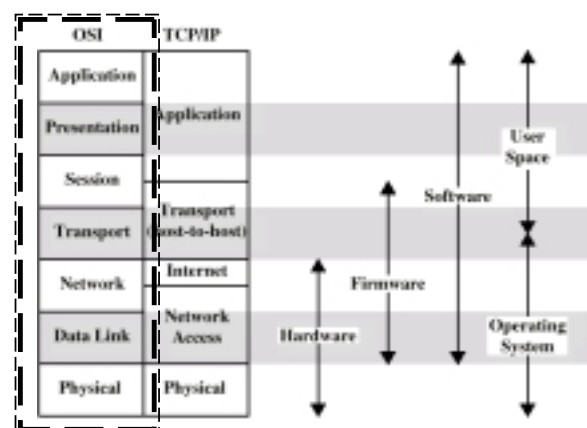 OSI TCP/IP
Application
Presentation
Session
Transport
Network
Data Link
Physical
Application
Transport
(host-to-host)
Internet
Network
Access
Physical
Hardware
Firmware
Software
User
Space
Operating
System